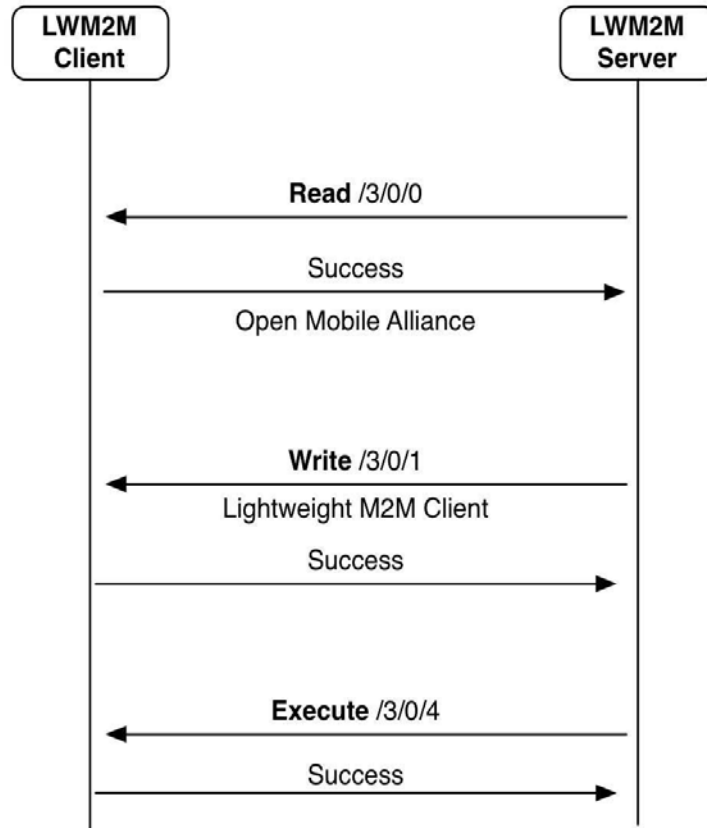 LWM2M
Client
LWM2M
Server
Read /3/0/0
Success
Open Mobile Alliance
Write /3/0/1
Lightweight M2M Client
Success
Execute /3/0/4
Success